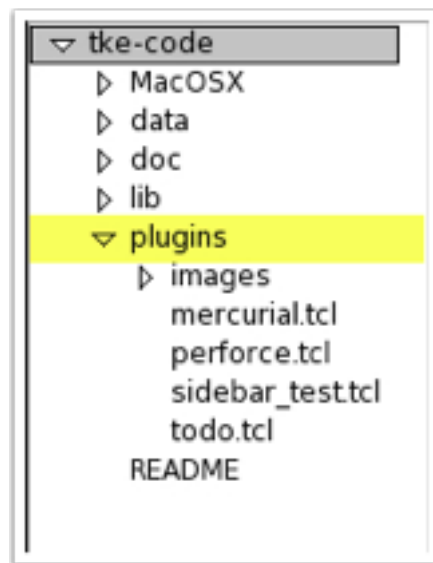 tke-code
MacOSX
data
doc
lib
plugins
images
mercurial.tcl
perforce.tcl
sidebar_test.tcl
todo.tcl
README